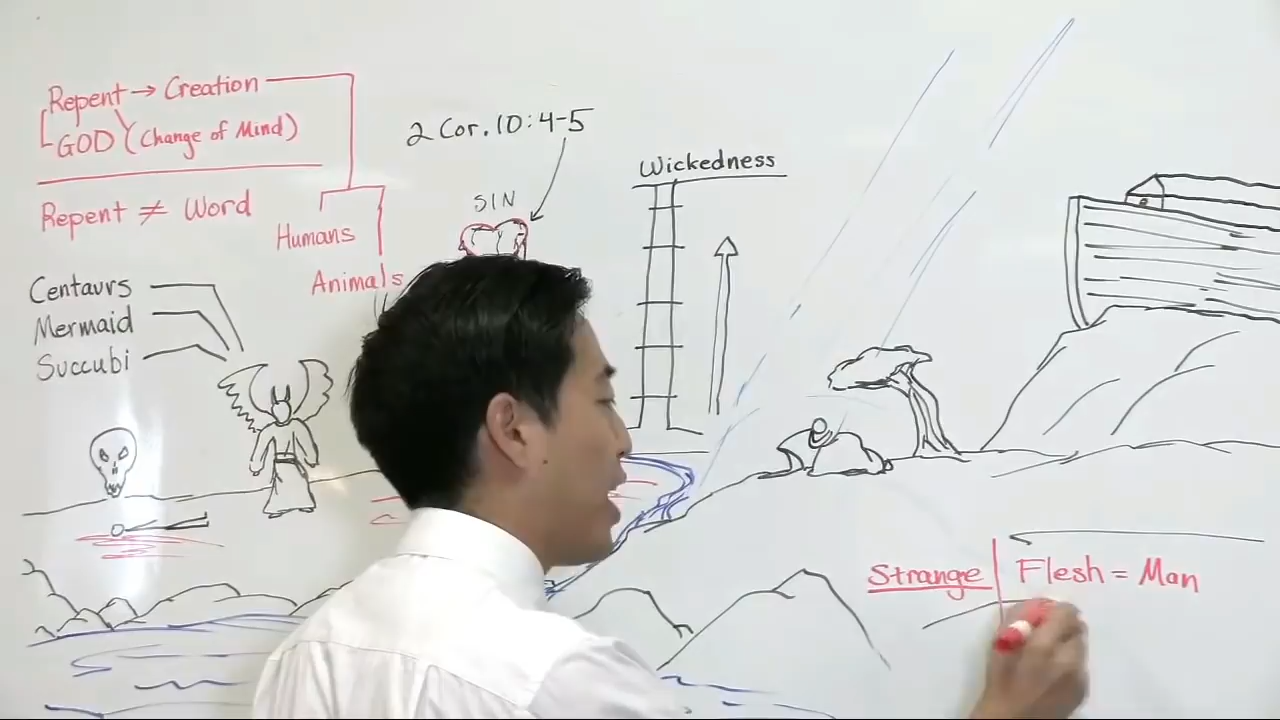 Repent → Creation
GOD (Change of Mind)
Repent ≠ Word
Humans
Animals
2 Cor. 10:4-5
SIN
Wickedness
Centaurs
Mermaid
Succubi
Strange | Flesh = Man